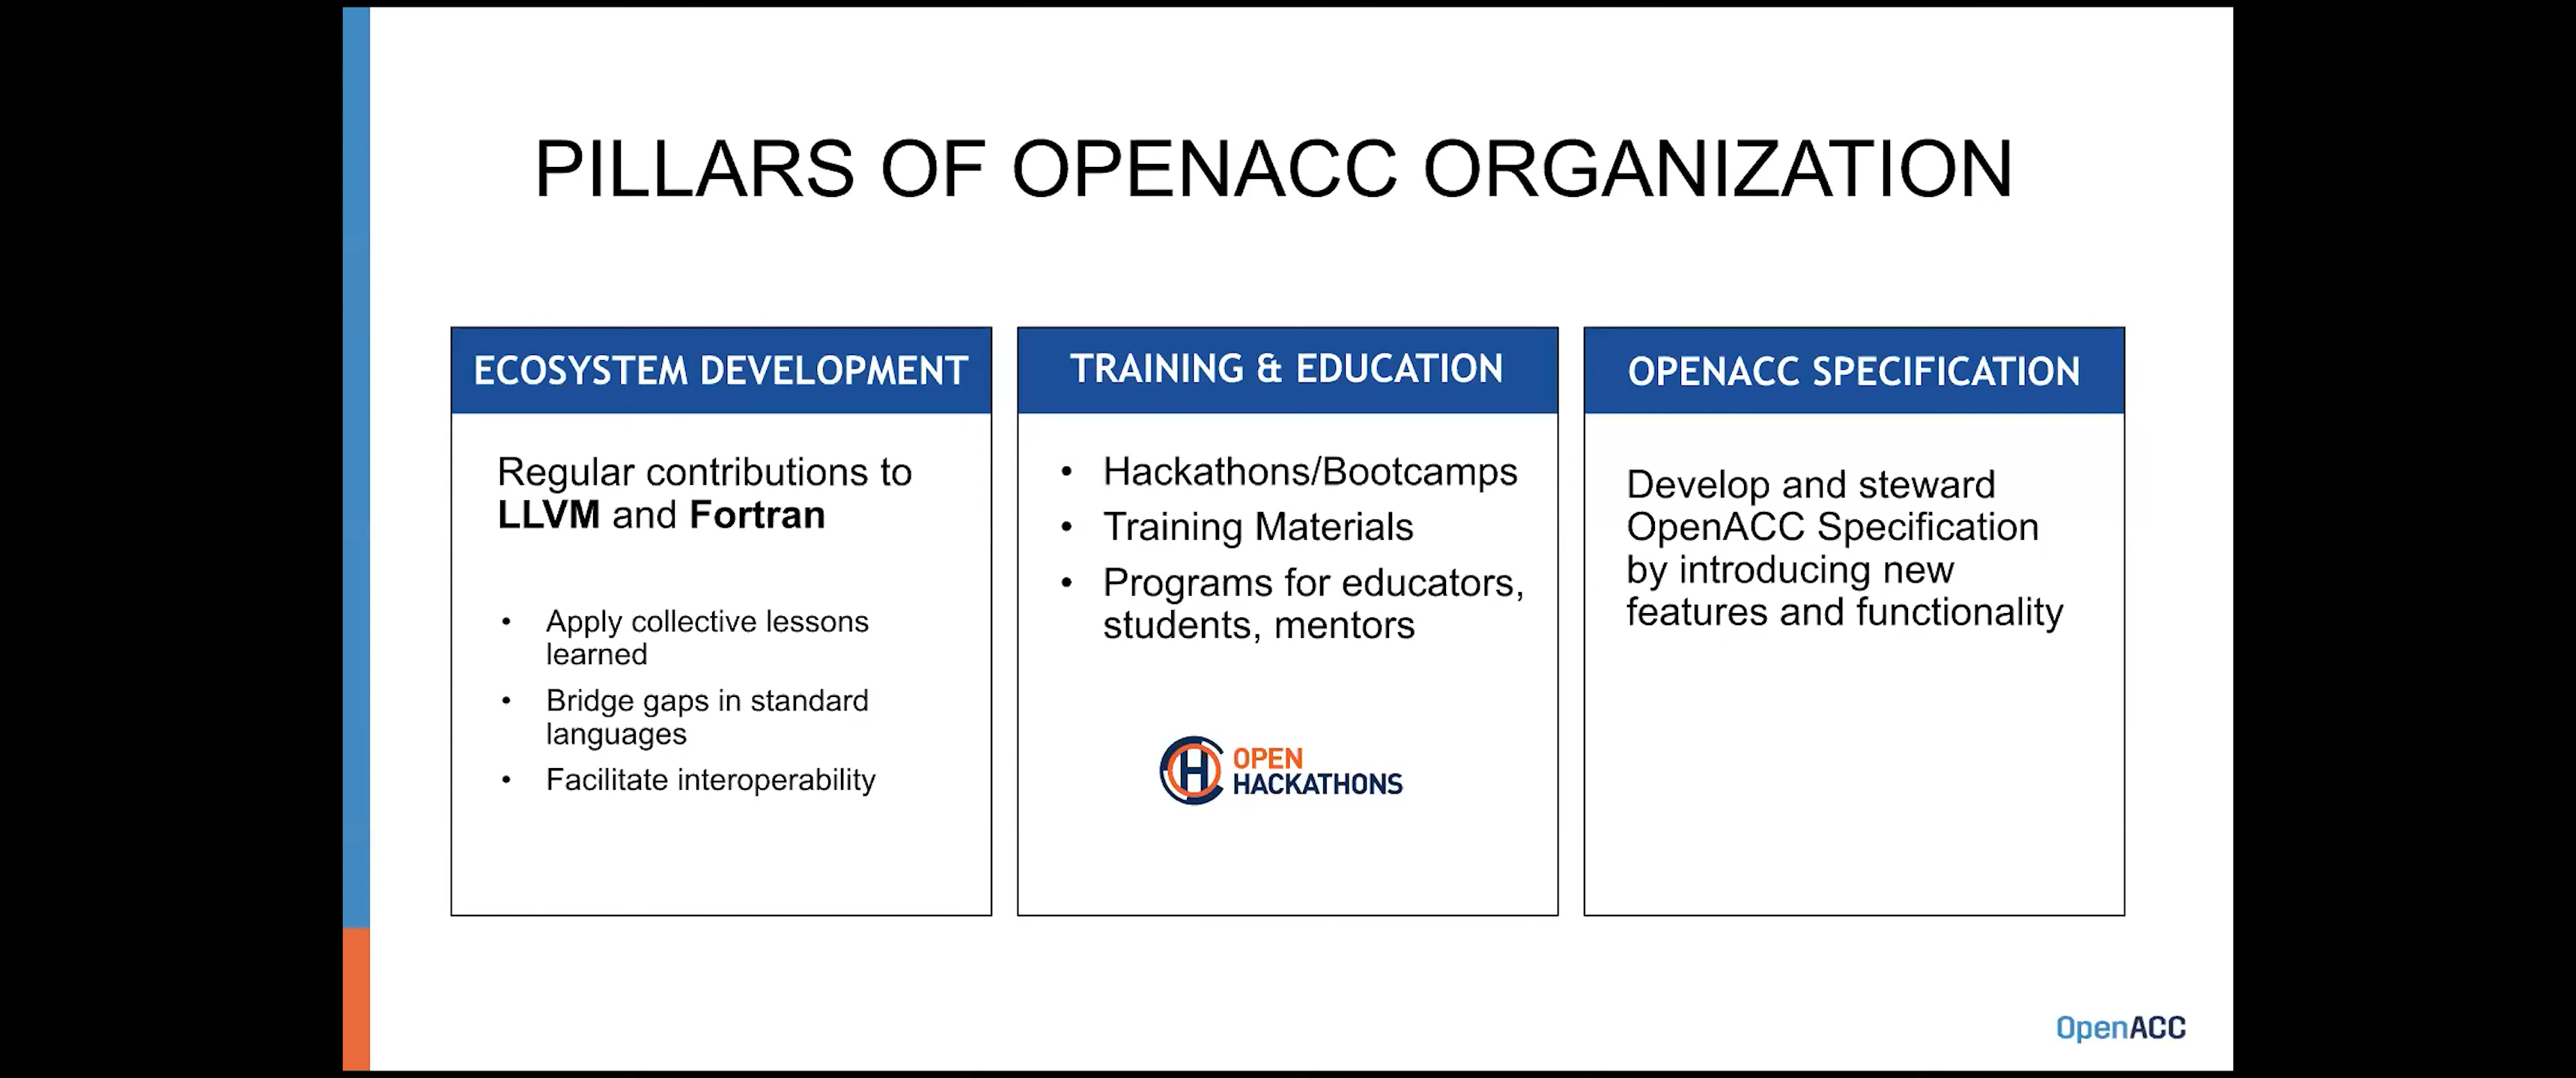 PILLARS OF OPENACC ORGANIZATION
ECOSYSTEM DEVELOPMENT
Regular contributions to
LLVM and Fortran
• Apply collective lessons
learned
• Bridge gaps in standard
languages
• Facilitate interoperability
TRAINING & EDUCATION
• Hackathons/Bootcamps
• Training Materials
• Programs for educators,
students, mentors
OPEN
HACKATHONS
OPENACC SPECIFICATION
Develop and steward
OpenACC Specification
by introducing new
features and functionality
OpenACC